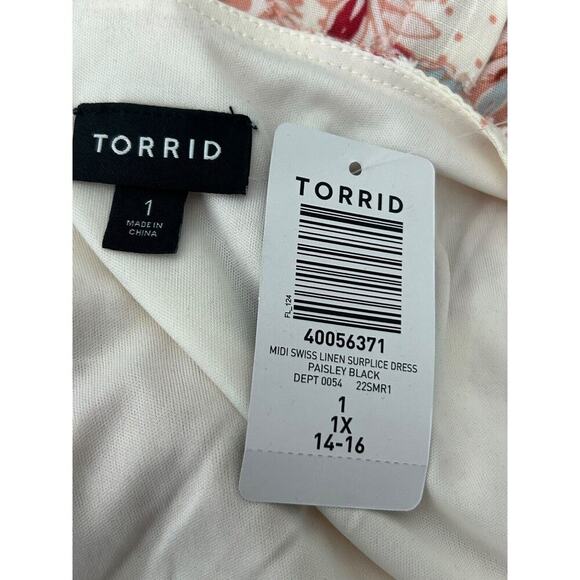 TORRID
1
MADE IN
CHINA
TORRID
FL_124
40056371
MIDI SWISS LINEN SURPLICE DRESS
PAISLEY BLACK
DEPT 0054 22SMR1
1
1X
14-16